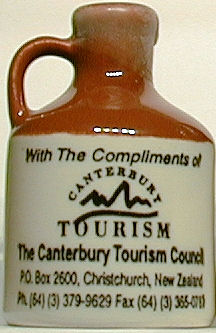 With The Compliments of
CANTERBURY
TOURISM
The Canterbury Tourism Council
P.O. Box 2600, Christchurch, New Zealand
Ph. (64) (3) 379-9629 Fax (64) (3)